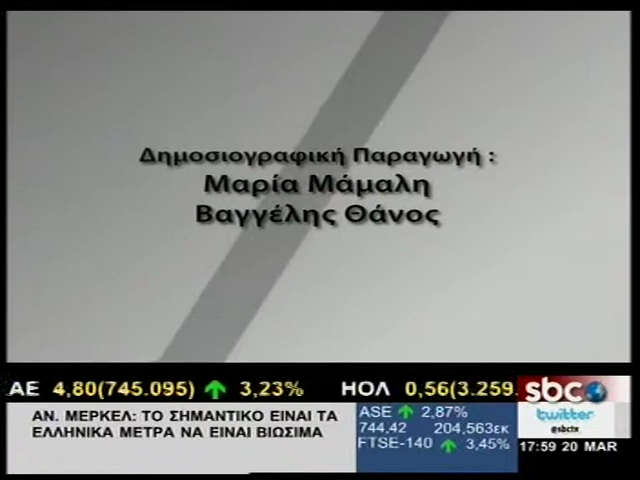 Δημοσιογραφική Παραγωγή :
Μαρία Μάμαλη
Βαγγέλης Θάνος
ΑΕ 4,80(745.095) 3,23% ΗΟΛ 0,56(3.259.
ΑΝ. ΜΕΡΚΕΛ: ΤΟ ΣΗΜΑΝΤΙΚΟ ΕΙΝΑΙ ΤΑ
ΕΛΛΗΝΙΚΑ ΜΕΤΡΑ ΝΑ ΕΙΝΑΙ ΒΙΩΣΙΜΑ
ASE 2,87%
744,42 204,563εκ
FTSE-140 3,45%
sbc
twitter
@sbctv
17:59 20 MAR